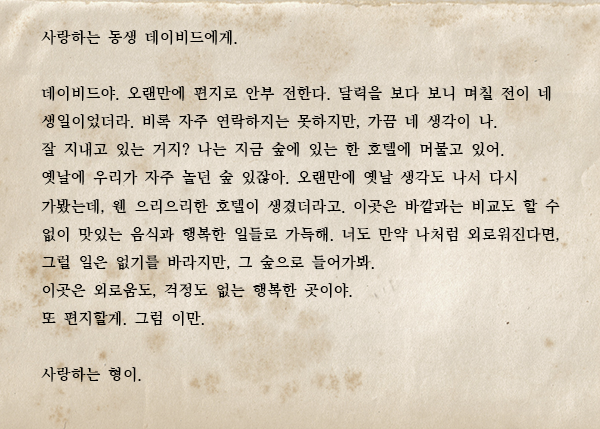 사랑하는 동생 데이비드에게.
데이비드야. 오랜만에 편지로 안부 전한다. 달력을 보다 보니 며칠 전이 네
생일이었더라. 비록 자주 연락하지는 못하지만, 가끔 네 생각이 나.
잘 지내고 있는 거지? 나는 지금 숲에 있는 한 호텔에 머물고 있어.
옛날에 우리가 자주 놀던 숲 있잖아. 오랜만에 옛날 생각도 나서 다시
가봤는데, 웬 으리으리한 호텔이 생겼더라고. 이곳은 바깥과는 비교도 할 수
없이 맛있는 음식과 행복한 일들로 가득해. 너도 만약 나처럼 외로워진다면,
그럴 일은 없기를 바라지만, 그 숲으로 들어가봐.
이곳은 외로움도, 걱정도 없는 행복한 곳이야.
또 편지할게. 그럼 이만.
사랑하는 형이.